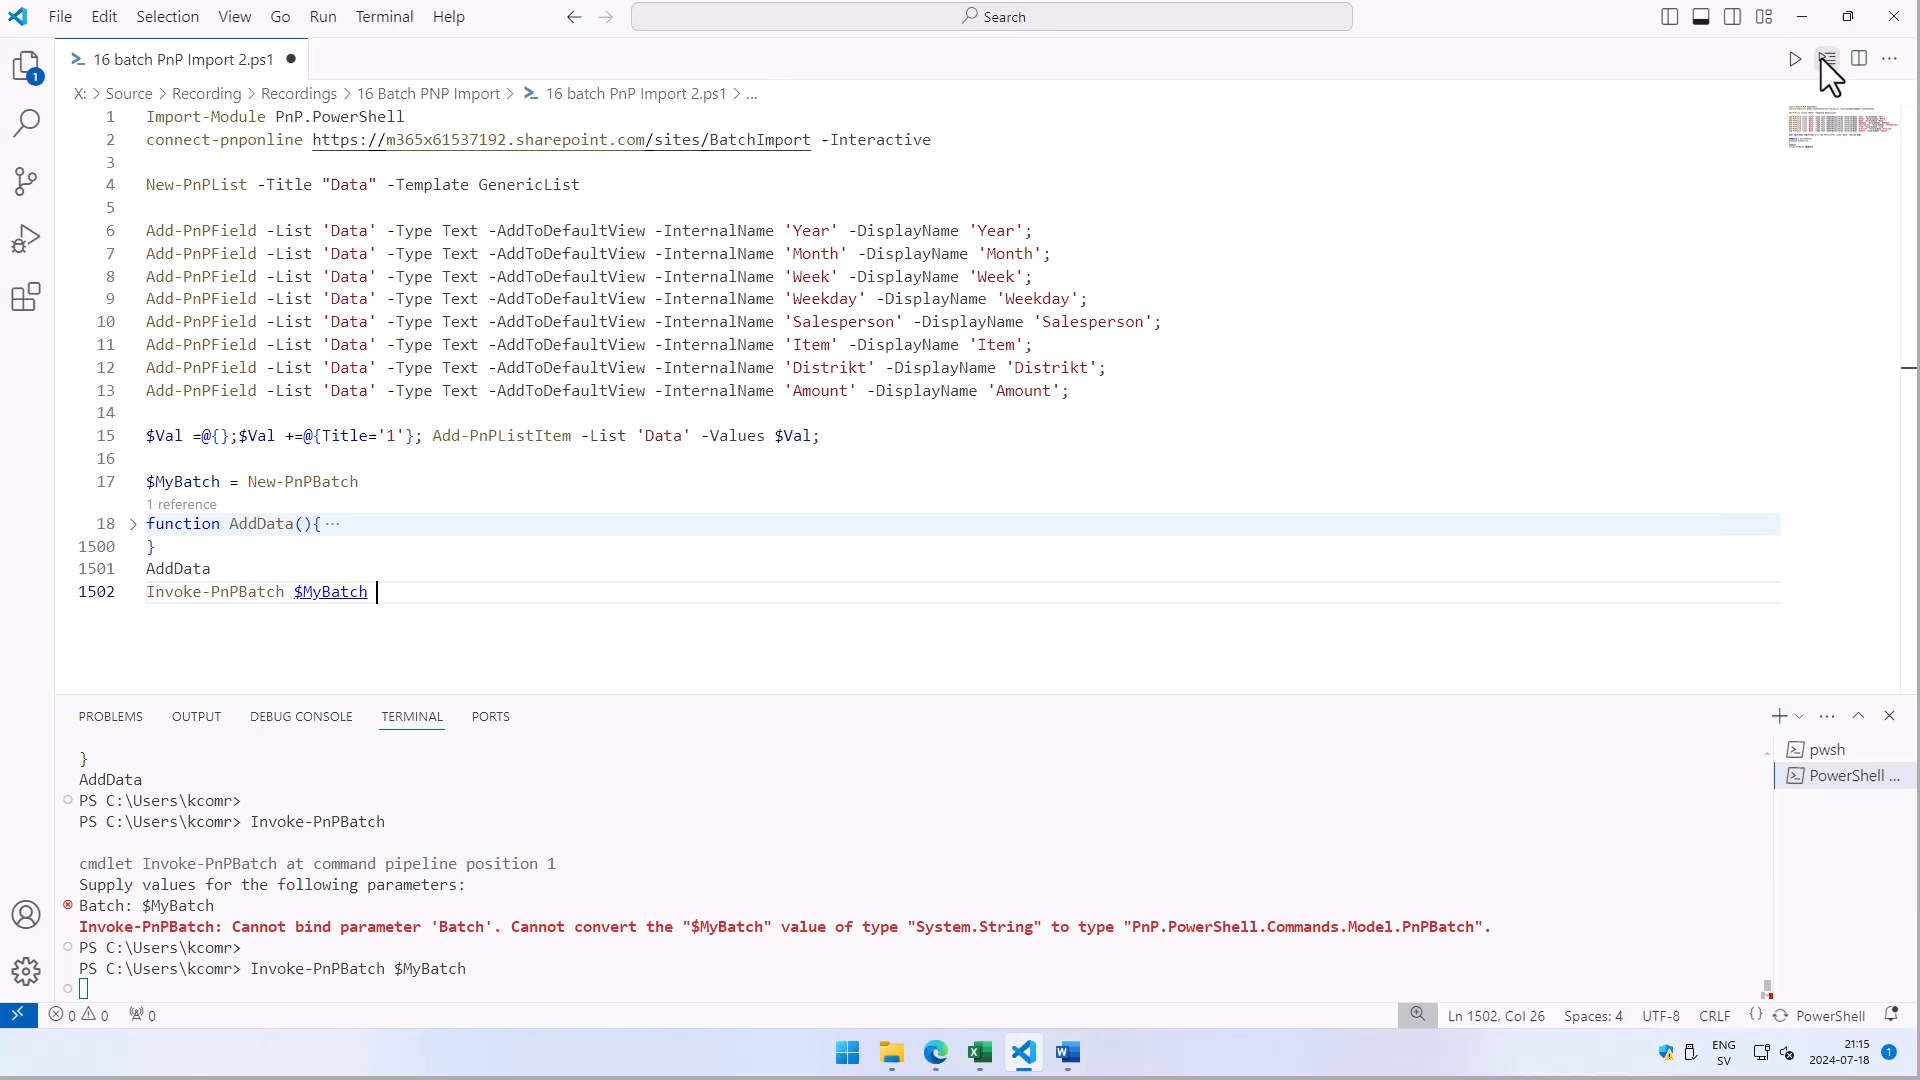 File Edit Selection View Go Run Terminal Help
Search
16 batch PnP Import 2.ps1
X: > Source > Recording > Recordings > 16 Batch PNP Import > 16 batch PnP Import 2.ps1 > ...
1 Import-Module PnP.PowerShell
2 connect-pnponline https://m365x61537192.sharepoint.com/sites/BatchImport -Interactive
3
4 New-PnPList -Title "Data" -Template GenericList
5
6 Add-PnPField -List 'Data' -Type Text -AddToDefaultView -InternalName 'Year' -DisplayName 'Year';
7 Add-PnPField -List 'Data' -Type Text -AddToDefaultView -InternalName 'Month' -DisplayName 'Month';
8 Add-PnPField -List 'Data' -Type Text -AddToDefaultView -InternalName 'Week' -DisplayName 'Week';
9 Add-PnPField -List 'Data' -Type Text -AddToDefaultView -InternalName 'Weekday' -DisplayName 'Weekday';
10 Add-PnPField -List 'Data' -Type Text -AddToDefaultView -InternalName 'Salesperson' -DisplayName 'Salesperson';
11 Add-PnPField -List 'Data' -Type Text -AddToDefaultView -InternalName 'Item' -DisplayName 'Item';
12 Add-PnPField -List 'Data' -Type Text -AddToDefaultView -InternalName 'Distrikt' -DisplayName 'Distrikt';
13 Add-PnPField -List 'Data' -Type Text -AddToDefaultView -InternalName 'Amount' -DisplayName 'Amount';
14
15 $Val =@{};$Val +=@{Title='1'}; Add-PnPListItem -List 'Data' -Values $Val;
16
17 $MyBatch = New-PnPBatch
1 reference
18 function AddData(){ ...
1500 }
1501 AddData
1502 Invoke-PnPBatch $MyBatch
PROBLEMS OUTPUT DEBUG CONSOLE TERMINAL PORTS
}
AddData
PS C:\Users\kcomr>
PS C:\Users\kcomr> Invoke-PnPBatch
cmdlet Invoke-PnPBatch at command pipeline position 1
Supply values for the following parameters:
Batch: $MyBatch
Invoke-PnPBatch: Cannot bind parameter 'Batch'. Cannot convert the "$MyBatch" value of type "System.String" to type "PnP.PowerShell.Commands.Model.PnPBatch".
PS C:\Users\kcomr>
PS C:\Users\kcomr> Invoke-PnPBatch $MyBatch
pwsh
PowerShell ...
0 0 0
Ln 1502, Col 26 Spaces: 4 UTF-8 CRLF {} PowerShell
ENG
SV
21:15
2024-07-18
1
1